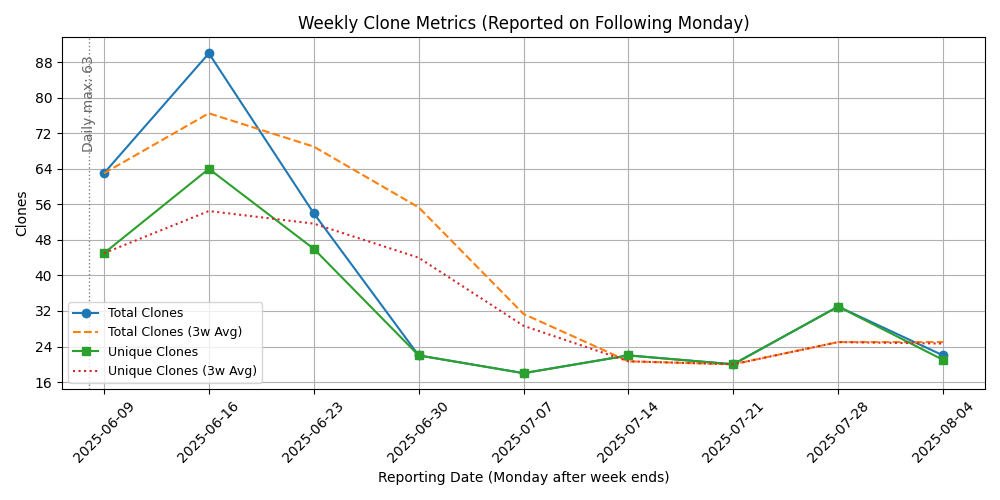 Weekly Clone Metrics (Reported on Following Monday)
Clones
88
80
72
64
56
48
40
32
24
16
Daily max: 63
Total Clones
Total Clones (3w Avg)
Unique Clones
Unique Clones (3w Avg)
2025-06-09
2025-06-16
2025-06-23
2025-06-30
2025-07-07
2025-07-14
2025-07-21
2025-07-28
2025-08-04
Reporting Date (Monday after week ends)